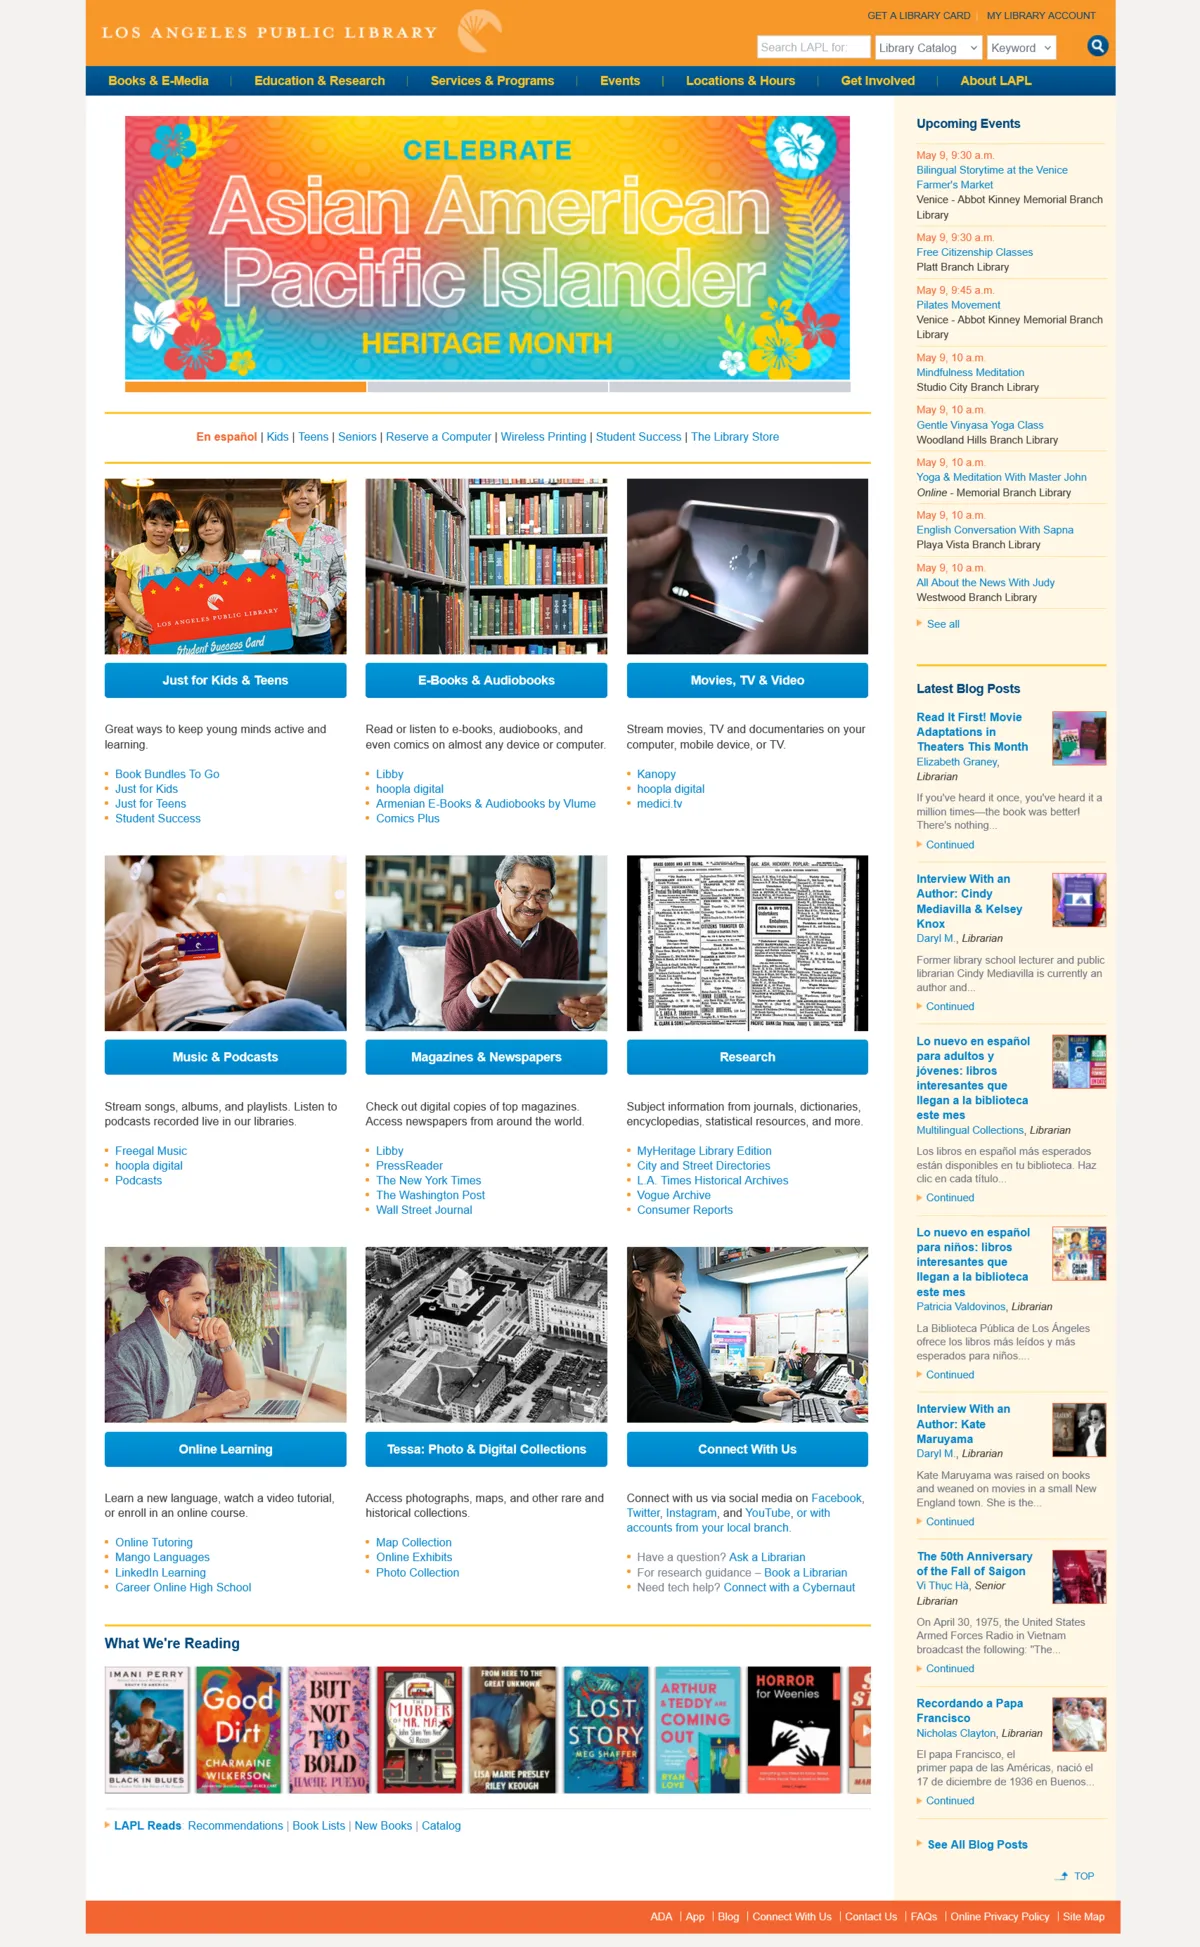 LOS ANGELES PUBLIC LIBRARY
GET A LIBRARY CARD
MY LIBRARY ACCOUNT
Search LAPL for:
Library Catalog
Keyword
Books & E-Media | Education & Research | Services & Programs | Events | Locations & Hours | Get Involved | About LAPL
CELEBRATE
Asian American
Pacific Islander
HERITAGE MONTH
En español | Kids | Teens | Seniors | Reserve a Computer | Wireless Printing | Student Success | The Library Store
LOS ANGELES PUBLIC LIBRARY
Student Success Card
Just for Kids & Teens
Great ways to keep young minds active and
learning.
Book Bundles To Go
Just for Kids
Just for Teens
Student Success
E-Books & Audiobooks
Read or listen to e-books, audiobooks, and
even comics on almost any device or computer.
Libby
hoopla digital
Armenian E-Books & Audiobooks by Vlume
Comics Plus
Movies, TV & Video
Stream movies, TV and documentaries on your
computer, mobile device, or TV.
Kanopy
hoopla digital
medici.tv
Music & Podcasts
Stream songs, albums, and playlists. Listen to
podcasts recorded live in our libraries.
Freegal Music
hoopla digital
Podcasts
Magazines & Newspapers
Check out digital copies of top magazines.
Access newspapers from around the world.
Libby
PressReader
The New York Times
The Washington Post
Wall Street Journal
Research
Subject information from journals, dictionaries,
encyclopedias, statistical resources, and more.
MyHeritage Library Edition
City and Street Directories
L.A. Times Historical Archives
Vogue Archive
Consumer Reports
Online Learning
Learn a new language, watch a video tutorial,
or enroll in an online course.
Online Tutoring
Mango Languages
LinkedIn Learning
Career Online High School
Tessa: Photo & Digital Collections
Access photographs, maps, and other rare and
historical collections.
Map Collection
Online Exhibits
Photo Collection
Connect With Us
Connect with us via social media on Facebook,
Twitter, Instagram, and YouTube, or with
accounts from your local branch.
Have a question? Ask a Librarian
For research guidance – Book a Librarian
Need tech help? Connect with a Cybernaut
What We're Reading
IMANI PERRY
BLACK IN BLUES
Good
Dirt
CHARMAINE
WILKERSON
BUT
NOT
TOO
BOLD
HACHE PUEYO
THE
MURDER
OF
MR. MA
FROM HERE TO THE
GREAT UNKNOWN
LISA MARIE PRESLEY
RILEY KEOUGH
The
LOST
STORY
MEG SHAFFER
ARTHUR
& TEDDY ARE
COMING
OUT
RYAN
LOVE
HORROR
for Weenies
LAPL Reads: Recommendations | Book Lists | New Books | Catalog
Upcoming Events
May 9, 9:30 a.m.
Bilingual Storytime at the Venice
Farmer's Market
Venice - Abbot Kinney Memorial Branch
Library
May 9, 9:30 a.m.
Free Citizenship Classes
Platt Branch Library
May 9, 9:45 a.m.
Pilates Movement
Venice - Abbot Kinney Memorial Branch
Library
May 9, 10 a.m.
Mindfulness Meditation
Studio City Branch Library
May 9, 10 a.m.
Gentle Vinyasa Yoga Class
Woodland Hills Branch Library
May 9, 10 a.m.
Yoga & Meditation With Master John
Online - Memorial Branch Library
May 9, 10 a.m.
English Conversation With Sapna
Playa Vista Branch Library
May 9, 10 a.m.
All About the News With Judy
Westwood Branch Library
See all
Latest Blog Posts
Read It First! Movie
Adaptations in
Theaters This Month
Elizabeth Graney,
Librarian
If you've heard it once, you've heard it a
million times—the book was better!
There's nothing...
Continued
Interview With an
Author: Cindy
Mediavilla & Kelsey
Knox
Daryl M., Librarian
Former library school lecturer and public
librarian Cindy Mediavilla is currently an
author and...
Continued
Lo nuevo en español
para adultos y
jóvenes: libros
interesantes que
llegan a la biblioteca
este mes
Multilingual Collections, Librarian
Los libros en español más esperados
están disponibles en tu biblioteca. Haz
clic en cada título...
Continued
Lo nuevo en español
para niños: libros
interesantes que
llegan a la biblioteca
este mes
Patricia Valdovinos, Librarian
La Biblioteca Pública de Los Ángeles
ofrece los libros más leídos y más
esperados para niños....
Continued
Interview With an
Author: Kate
Maruyama
Daryl M., Librarian
Kate Maruyama was raised on books
and weaned on movies in a small New
England town. She is the...
Continued
The 50th Anniversary
of the Fall of Saigon
Vi Thục Hà, Senior
Librarian
On April 30, 1975, the United States
Armed Forces Radio in Vietnam
broadcast the following: "The...
Continued
Recordando a Papa
Francisco
Nicholas Clayton, Librarian
El papa Francisco, el
primer papa de las Américas, nació el
17 de diciembre de 1936 en Buenos...
Continued
See All Blog Posts
TOP
ADA | App | Blog | Connect With Us | Contact Us | FAQs | Online Privacy Policy | Site Map